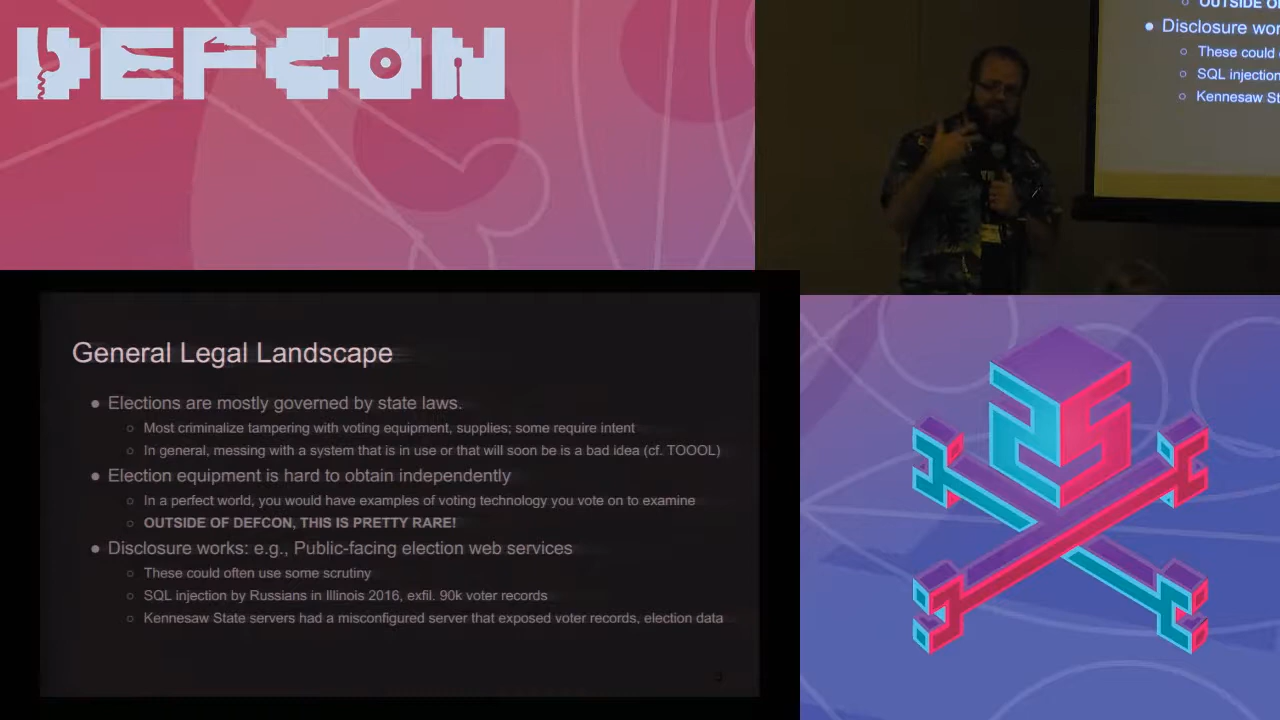 DEFCON
OUTSIDE OF
Disclosure wor
These could
SQL injection
Kennesaw St
General Legal Landscape
Elections are mostly governed by state laws.
Most criminalize tampering with voting equipment, supplies; some require intent
In general, messing with a system that is in use or that will soon be is a bad idea (cf. TOOOL)
Election equipment is hard to obtain independently
In a perfect world, you would have examples of voting technology you vote on to examine
OUTSIDE OF DEFCON, THIS IS PRETTY RARE!
Disclosure works: e.g., Public-facing election web services
These could often use some scrutiny
SQL injection by Russians in Illinois 2016, exfil. 90k voter records
Kennesaw State servers had a misconfigured server that exposed voter records, election data